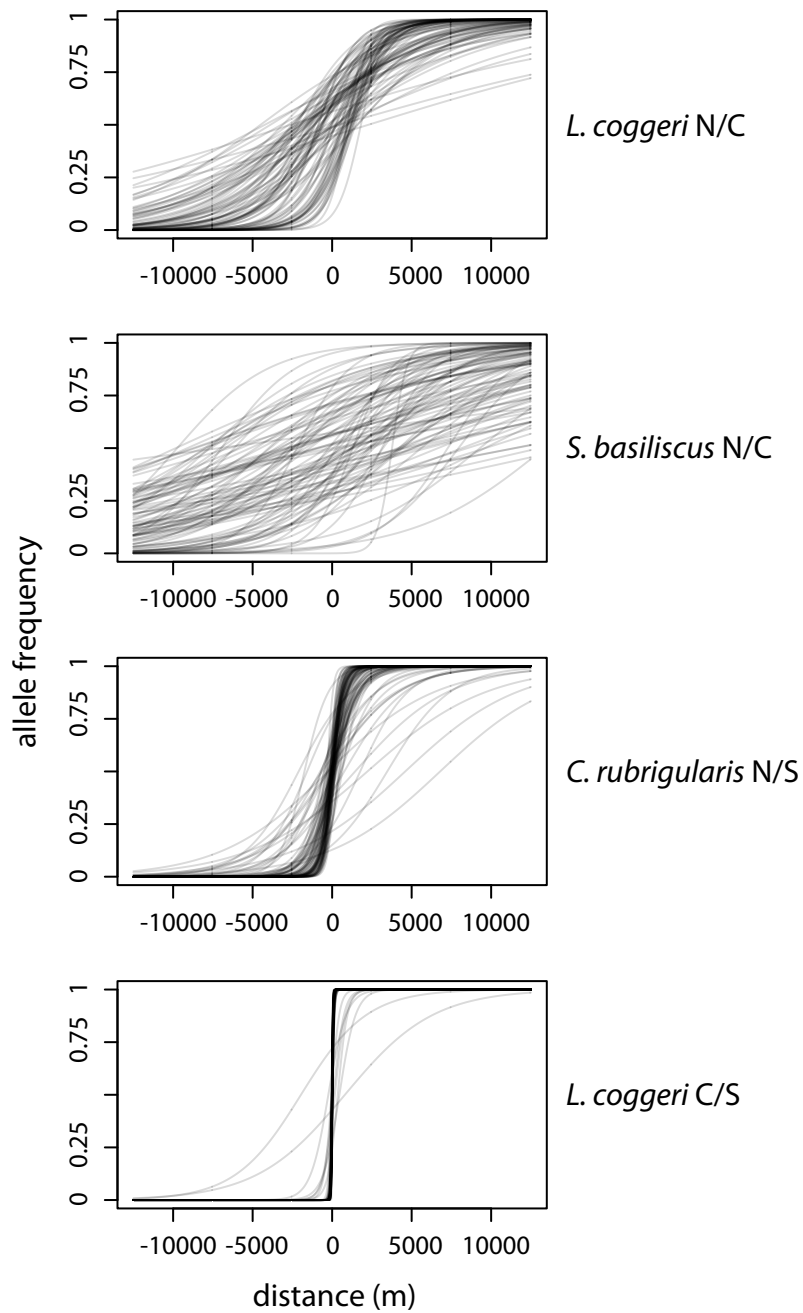 1
0.75
0.25
0
-10000 -5000 0 5000 10000
L. coggeri N/C
1
0.75
0.25
0
-10000 -5000 0 5000 10000
S. basiliscus N/C
allele frequency
1
0.75
0.25
0
-10000 -5000 0 5000 10000
C. rubrigularis N/S
1
0.75
0.25
0
-10000 -5000 0 5000 10000
L. coggeri C/S
distance (m)